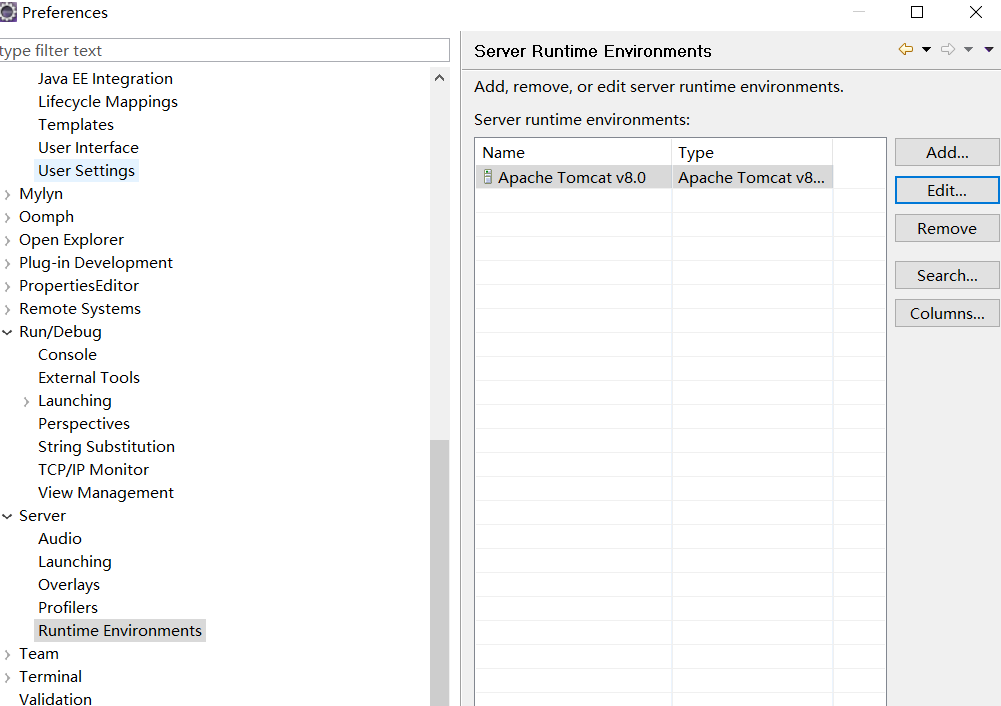 Preferences
type filter text
Java EE Integration
Lifecycle Mappings
Templates
User Interface
User Settings
Mylyn
Oomph
Open Explorer
Plug-in Development
PropertiesEditor
Remote Systems
Run/Debug
Console
External Tools
Launching
Perspectives
String Substitution
TCP/IP Monitor
View Management
Server
Audio
Launching
Overlays
Profilers
Runtime Environments
Team
Terminal
Validation
Server Runtime Environments
Add, remove, or edit server runtime environments.
Server runtime environments:
Name Type
Apache Tomcat v8.0 Apache Tomcat v8...
Add...
Edit...
Remove
Search...
Columns...